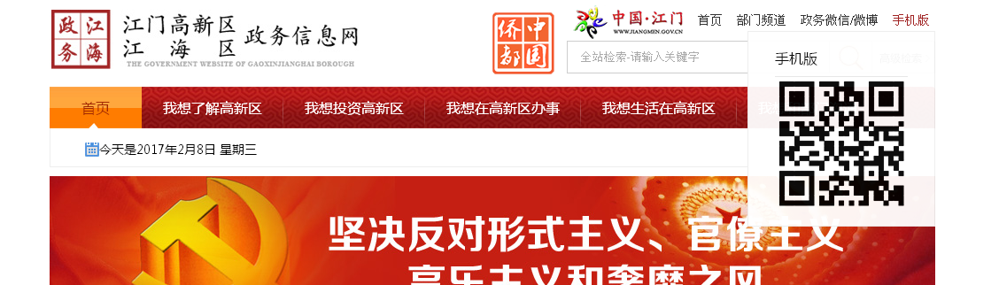 江海
政务
江门高新区
江海区
政务信息网
THE GOVERNMENT WEBSITE OF GAOXINJIANGHAI BOROUGH
中国
侨都
中国·江门
WWW.JIANGMEN.GOV.CN
首页 部门频道 政务微信/微博 手机版
全站检索-请输入关键字
手机版
高级检索
首页 我想了解高新区 我想投资高新区 我想在高新区办事 我想生活在高新区
今天是2017年2月8日 星期三
坚决反对形式主义、官僚主义
享乐主义和奢靡之风